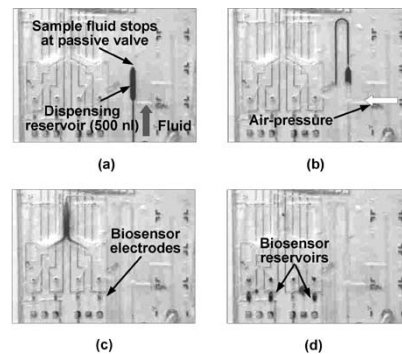 Sample fluid stops
at passive valve
Dispensing
reservoir (500 nl)
Fluid
(a)
Air-pressure
(b)
Biosensor
electrodes
(c)
Biosensor
reservoirs
(d)